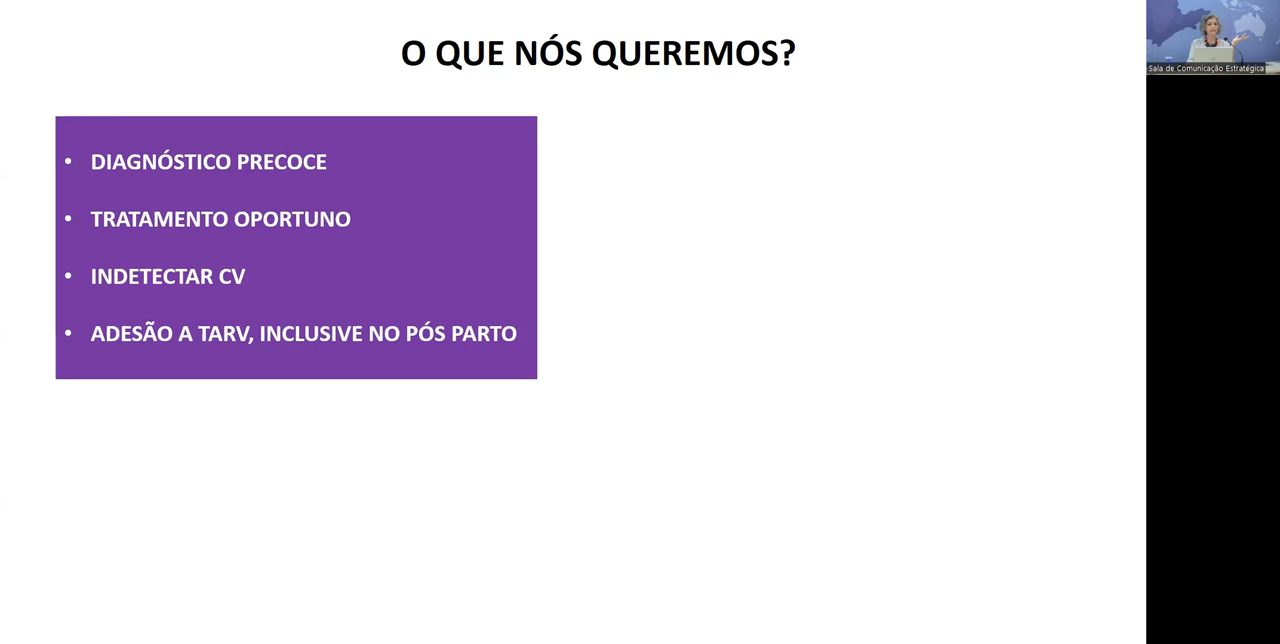 O QUE NÓS QUEREMOS?
• DIAGNÓSTICO PRECOCE
• TRATAMENTO OPORTUNO
• INDETECTAR CV
• ADESÃO A TARV, INCLUSIVE NO PÓS PARTO
Sala de Comunicação Estratégica